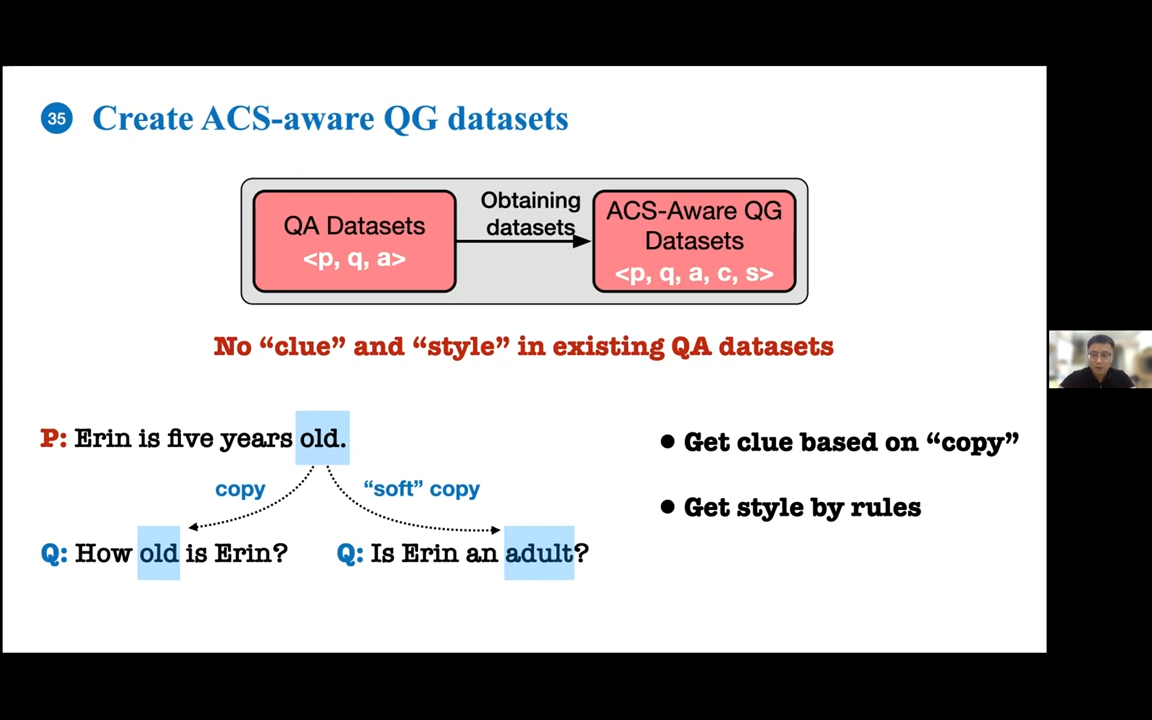 35
Create ACS-aware QG datasets
QA Datasets
<p, q, a>
Obtaining
datasets
ACS-Aware QG
Datasets
<p, q, a, c, s>
No “clue” and “style” in existing QA datasets
P: Erin is five years old.
copy
“soft” copy
Q: How old is Erin?
Q: Is Erin an adult?
● Get clue based on “copy”
● Get style by rules